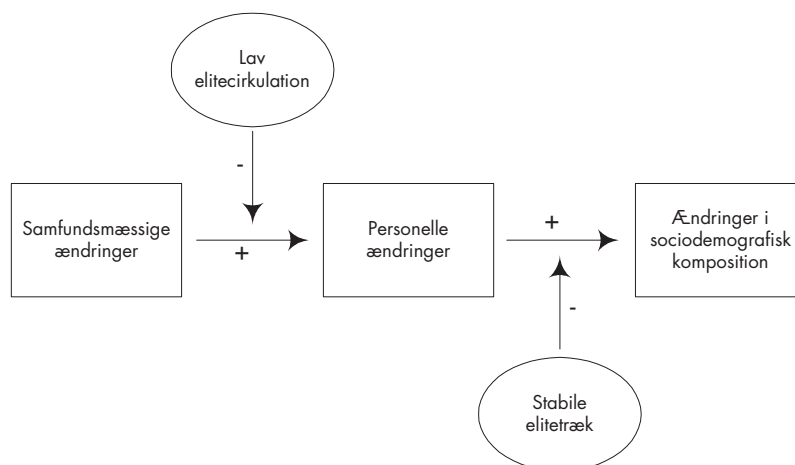 Lav
elitecirkulation
-
Samfundsmæssige
ændringer
+
Personelle
ændringer
+
Ændringer i
sociodemografisk
komposition
-
Stabile
elitetræk